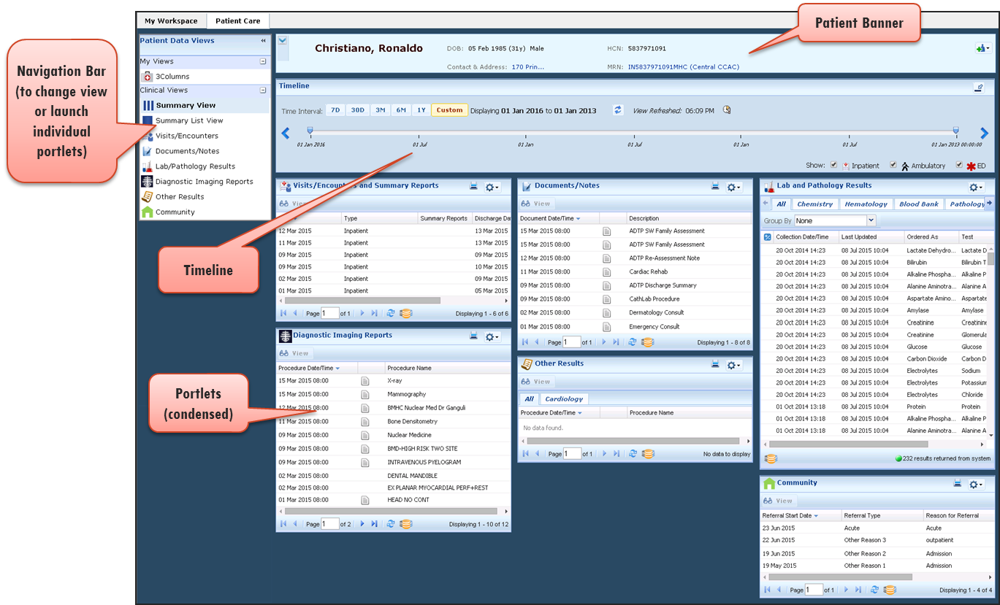 My Workspace
Patient Care
Patient Banner
Navigation Bar
(to change view
or launch
individual
portlets)
Patient Data Views
My Views
3Columns
Clinical Views
Summary View
Summary List View
Visits/Encounters
Documents/Notes
Lab/Pathology Results
Diagnostic Imaging Reports
Other Results
Community
Christiano, Ronaldo
DOB: 05 Feb 1985 (31y) Male
HCN: 5837971091
Contact & Address: 170 Prin...
MRN: IN5837971091MHC (Central CCAC)
Timeline
Time Interval: 7D 30D 3M 6M 1Y Custom Displaying 01 Jan 2016 to 01 Jan 2013 View Refreshed: 06:09 PM
01 Jan 2016 01 Jul 01 Jan 01 Jul 01 Jan 01 Jul 01 Jan 2013 00:00:00
Show: Inpatient Ambulatory ED
Timeline
Visits/Encounters and Summary Reports
View
Type Summary Reports Discharge Da
12 Mar 2015 Inpatient 13 Mar 2015
11 Mar 2015 Inpatient 13 Mar 2015
09 Mar 2015 Inpatient 09 Mar 2015
09 Mar 2015 Inpatient 10 Mar 2015
02 Mar 2015 Inpatient 09 Mar 2015
01 Mar 2015 Inpatient 05 Mar 2015
Page 1 of 1 Displaying 1 - 6 of 6
Portlets
(condensed)
Diagnostic Imaging Reports
View
Procedure Date/Time Procedure Name
15 Mar 2015 08:00 X-ray
15 Mar 2015 08:00 Mammography
12 Mar 2015 08:00 BMHC Nuclear Med Dr Ganguli
11 Mar 2015 08:00 Bone Densitometry
09 Mar 2015 08:00 Nuclear Medicine
09 Mar 2015 08:00 BMD-HIGH RISK TWO SITE
09 Mar 2015 08:00 INTRAVENOUS PYELOGRAM
02 Mar 2015 08:00 DENTAL MANDIBLE
02 Mar 2015 08:00 EX PLANAR MYOCARDIAL PERF+REST
01 Mar 2015 08:00 HEAD NO CONT
Page 1 of 2 Displaying 1 - 10 of 12
Documents/Notes
View
Document Date/Time Description
15 Mar 2015 08:00 ADTP SW Family Assessment
15 Mar 2015 08:00 ADTP SW Family Assessment
12 Mar 2015 08:00 ADTP Re-Assessment Note
11 Mar 2015 08:00 Cardiac Rehab
09 Mar 2015 08:00 ADTP Discharge Summary
09 Mar 2015 08:00 CathLab Procedure
02 Mar 2015 08:00 Dermatology Consult
01 Mar 2015 08:00 Emergency Consult
Page 1 of 1 Displaying 1 - 8 of 8
Other Results
View
All Cardiology
Procedure Date/Time Procedure Name
No data found.
Page 1 of 1 No data to display
Lab and Pathology Results
All Chemistry Hematology Blood Bank Pathology
Group By None
Collection Date/Time Last Updated Ordered As Test
20 Oct 2014 14:23 08 Jul 2015 10:04 Lactate Dehydro... Lactate D
20 Oct 2014 14:23 08 Jul 2015 10:04 Bilirubin Bilirubin T
20 Oct 2014 14:23 08 Jul 2015 10:04 Alkaline Phospha... Alkaline P
20 Oct 2014 14:23 08 Jul 2015 10:04 Alanine Aminotra... Alanine A
20 Oct 2014 14:23 08 Jul 2015 10:04 Aspartate Amino... Aspartate
20 Oct 2014 14:23 08 Jul 2015 10:04 Amylase Amylase
20 Oct 2014 14:23 08 Jul 2015 10:04 Creatinine Creatinine
20 Oct 2014 14:23 08 Jul 2015 10:04 Creatinine Glomerula
20 Oct 2014 14:23 08 Jul 2015 10:04 Glucose Glucose
20 Oct 2014 14:23 08 Jul 2015 10:04 Carbon Dioxide Carbon D
20 Oct 2014 14:23 08 Jul 2015 10:04 Electrolytes Sodium
20 Oct 2014 14:23 08 Jul 2015 10:04 Electrolytes Potassium
20 Oct 2014 14:23 08 Jul 2015 10:04 Electrolytes Chloride
01 Oct 2014 13:18 08 Jul 2015 10:04 Protein Protein
01 Oct 2014 13:18 08 Jul 2015 10:04 Alkaline Phospha... Alkaline P
01 Oct 2014 13:18 08 Jul 2015 10:04 Alanine Aminotra... Alanine A
232 results returned from system
Community
View
Referral Start Date Referral Type Reason for Referral
23 Jun 2015 Acute Acute
22 Jun 2015 Other Reason 3 outpatient
19 Jun 2015 Other Reason 2 Admission
19 May 2015 Other Reason 1 Admission
Page 1 of 1 Displaying 1 - 4 of 4